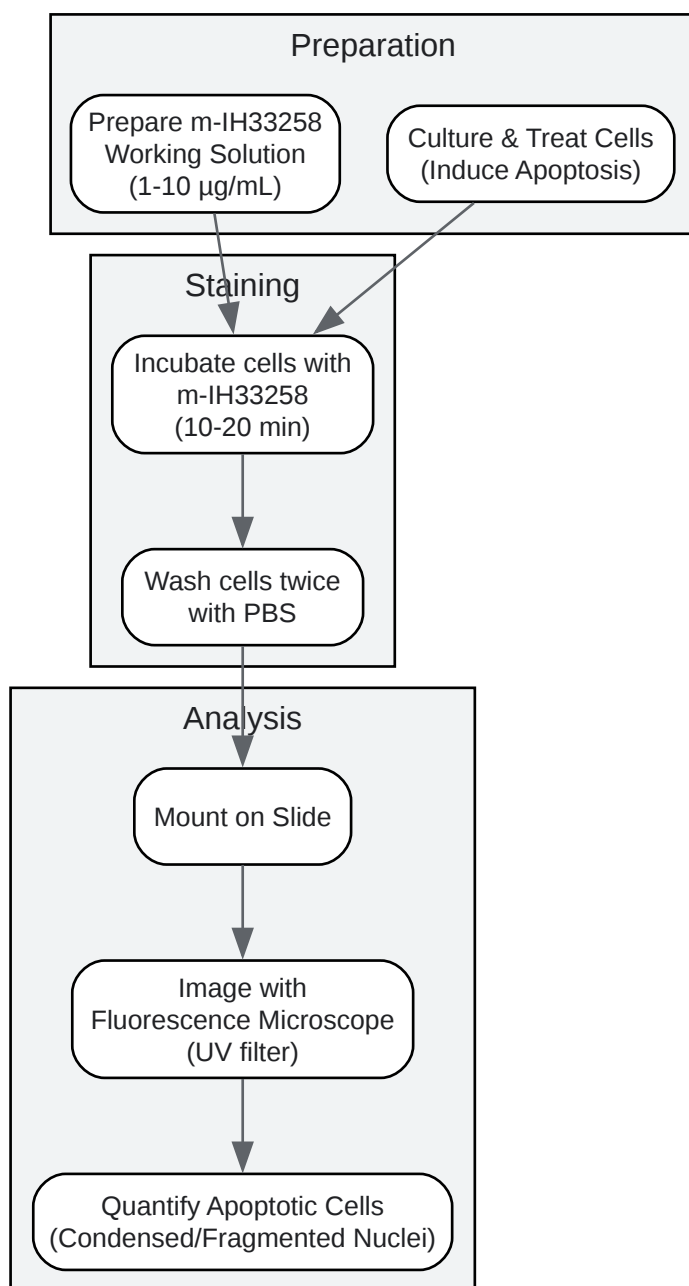 Preparation
Prepare m-IH33258
Working Solution
(1-10 µg/mL)
Culture & Treat Cells
(Induce Apoptosis)
Staining
Incubate cells with
m-IH33258
(10-20 min)
Wash cells twice
with PBS
Analysis
Mount on Slide
Image with
Fluorescence Microscope
(UV filter)
Quantify Apoptotic Cells
(Condensed/Fragmented Nuclei)